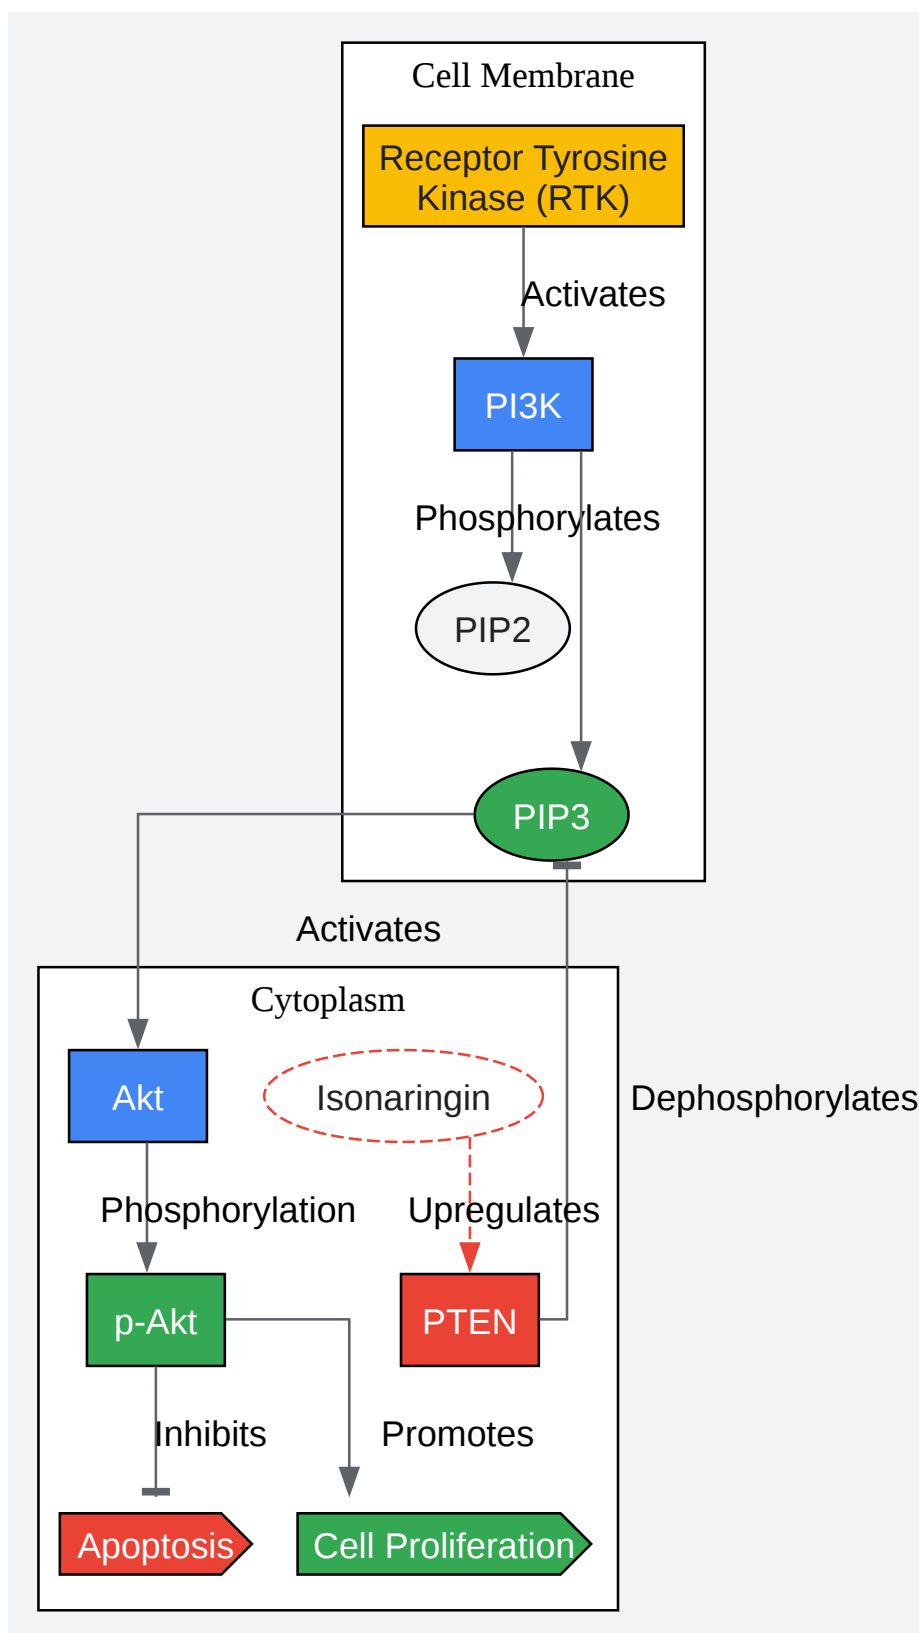 Cell Membrane
Receptor Tyrosine
Kinase (RTK)
Activates
PI3K
Phosphorylates
PIP2
PIP3
Activates
Cytoplasm
Akt
Isonaringin
Dephosphorylates
Phosphorylation
Upregulates
p-Akt
PTEN
Inhibits
Promotes
Apoptosis
Cell Proliferation